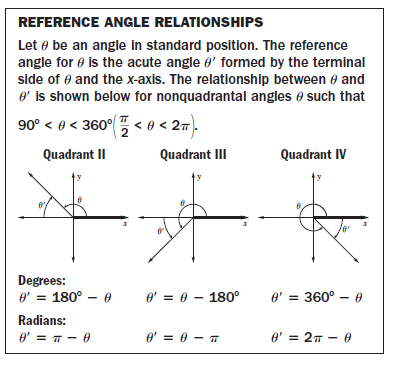 REFERENCE ANGLE RELATIONSHIPS
Let θ be an angle in standard position. The reference
angle for θ is the acute angle θ′ formed by the terminal
side of θ and the x-axis. The relationship between θ and
θ′ is shown below for nonquadrantal angles θ such that
90° < θ < 360° (π/2 < θ < 2π).
Quadrant II Quadrant III Quadrant IV
y y y
θ′ θ θ θ
θ′ θ′
x x x
Degrees:
θ′ = 180° − θ θ′ = θ − 180° θ′ = 360° − θ
Radians:
θ′ = π − θ θ′ = θ − π θ′ = 2π − θ